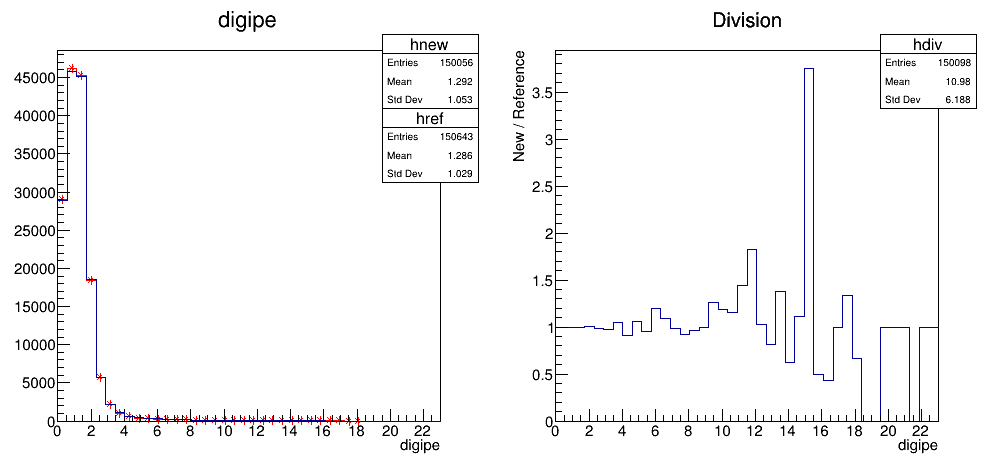 digipe
hnew
Entries 150056
Mean 1.292
Std Dev 1.053
href
Entries 150643
Mean 1.286
Std Dev 1.029
45000
40000
35000
30000
25000
20000
15000
10000
5000
0
0 2 4 6 8 10 12 14 16 18 20 22
digipe
Division
hdiv
Entries 150098
Mean 10.98
Std Dev 6.188
New / Reference
3.5
3
2.5
2
1.5
1
0.5
0
0 2 4 6 8 10 12 14 16 18 20 22
digipe